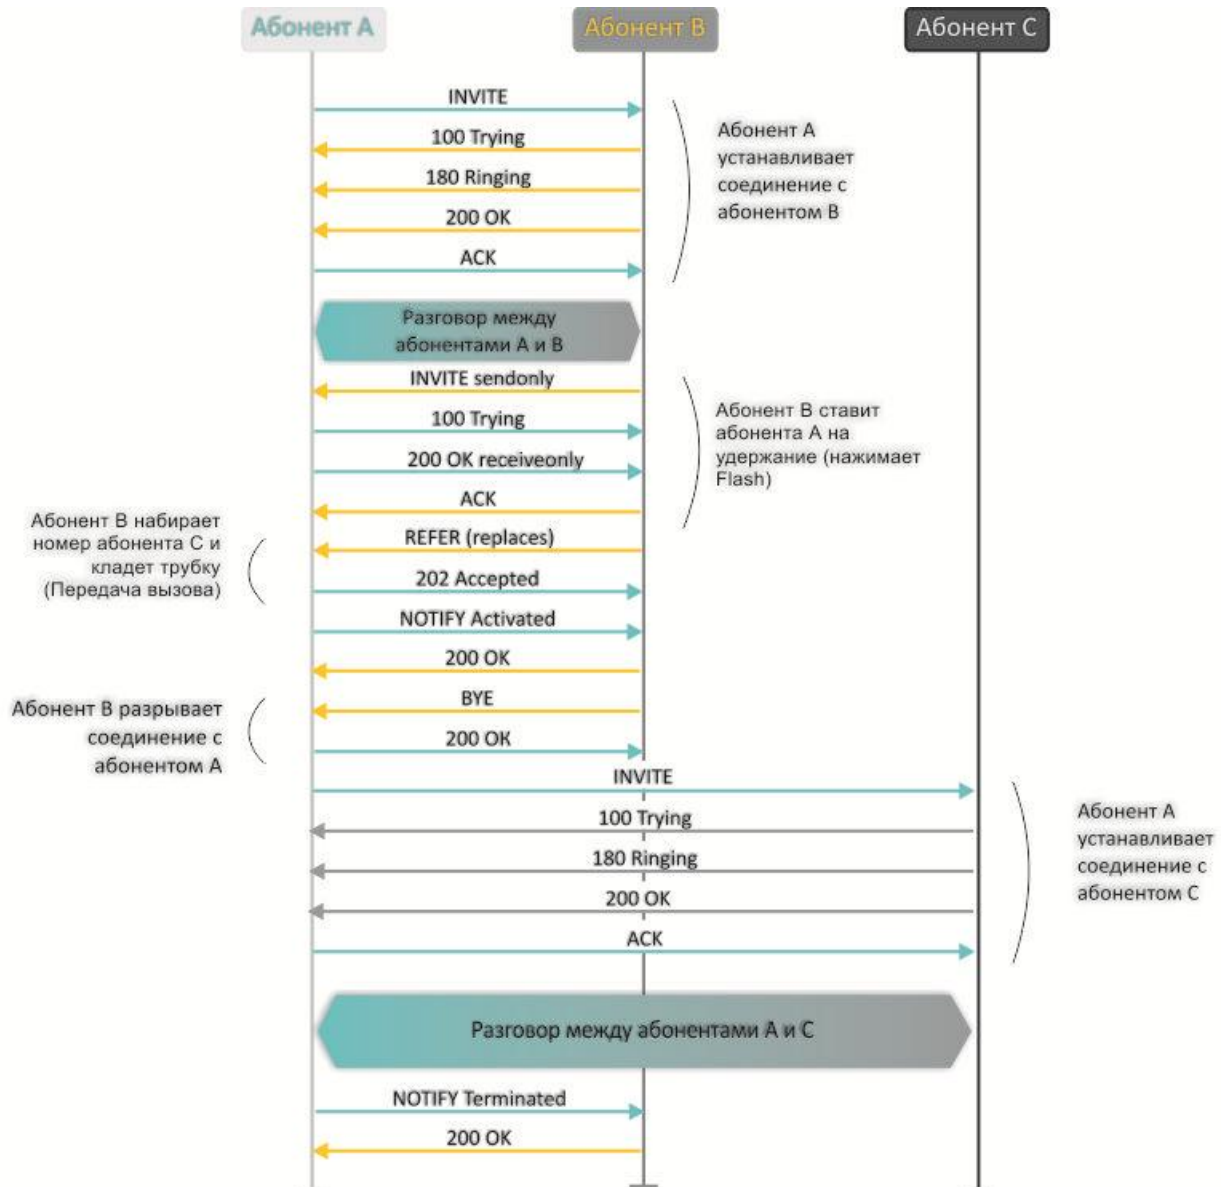 Абонент А
Абонент В
Абонент С
INVITE
100 Trying
180 Ringing
200 OK
ACK
Абонент А
устанавливает
соединение с
абонентом В
Разговор между
абонентами А и В
INVITE sendonly
100 Trying
200 OK receiveonly
ACK
Абонент В ставит
абонента А на
удержание (нажимает
Flash)
REFER (replaces)
202 Accepted
Абонент В набирает
номер абонента С и
кладет трубку
(Передача вызова)
NOTIFY Activated
200 OK
BYE
200 OK
Абонент В разрывает
соединение с
абонентом А
INVITE
100 Trying
180 Ringing
200 OK
ACK
Абонент А
устанавливает
соединение с
абонентом С
Разговор между абонентами А и С
NOTIFY Terminated
200 OK